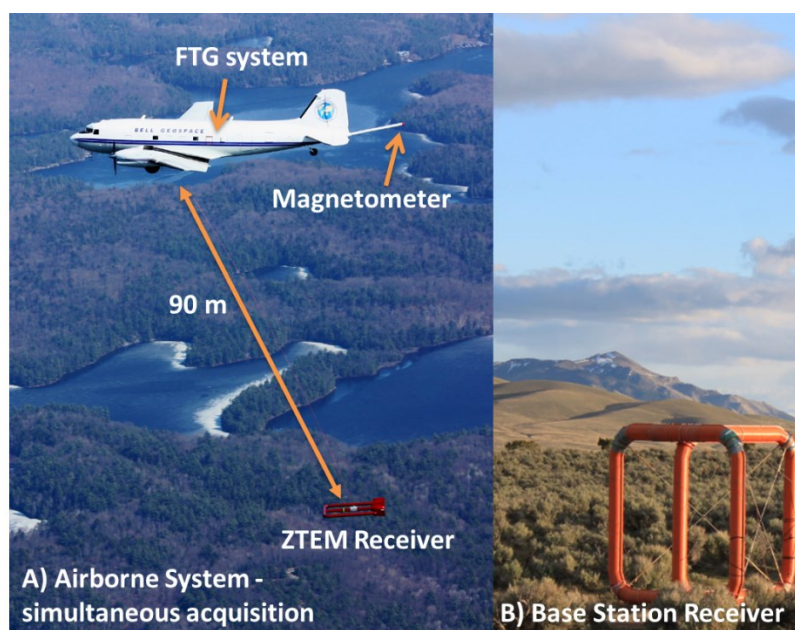 FTG system
BELL GEOSPACE
Magnetometer
90 m
ZTEM Receiver
A) Airborne System -
simultaneous acquisition
B) Base Station Receiver